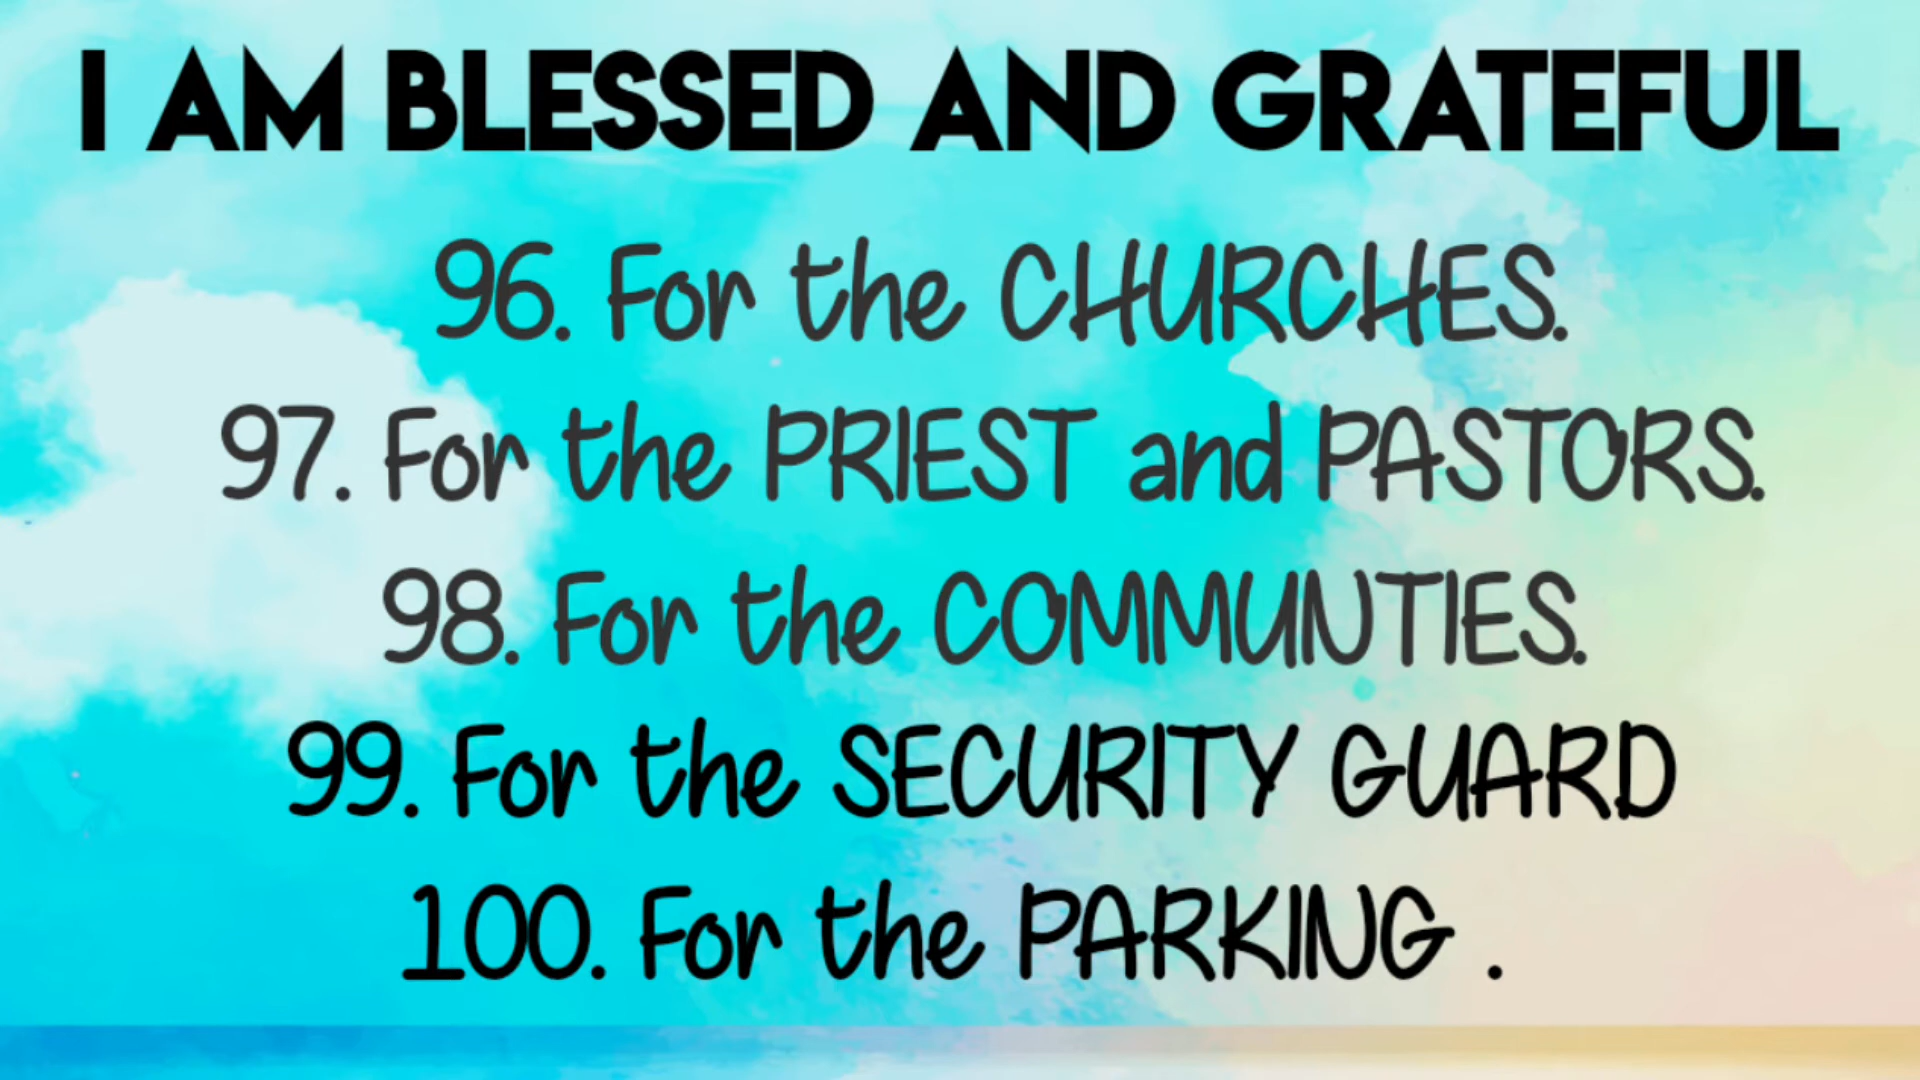 I AM BLESSED AND GRATEFUL
96. For the CHURCHES.
97. For the PRIEST and PASTORS.
98. For the COMMUNTIES.
99. For the SECURITY GUARD
100. For the PARKING .